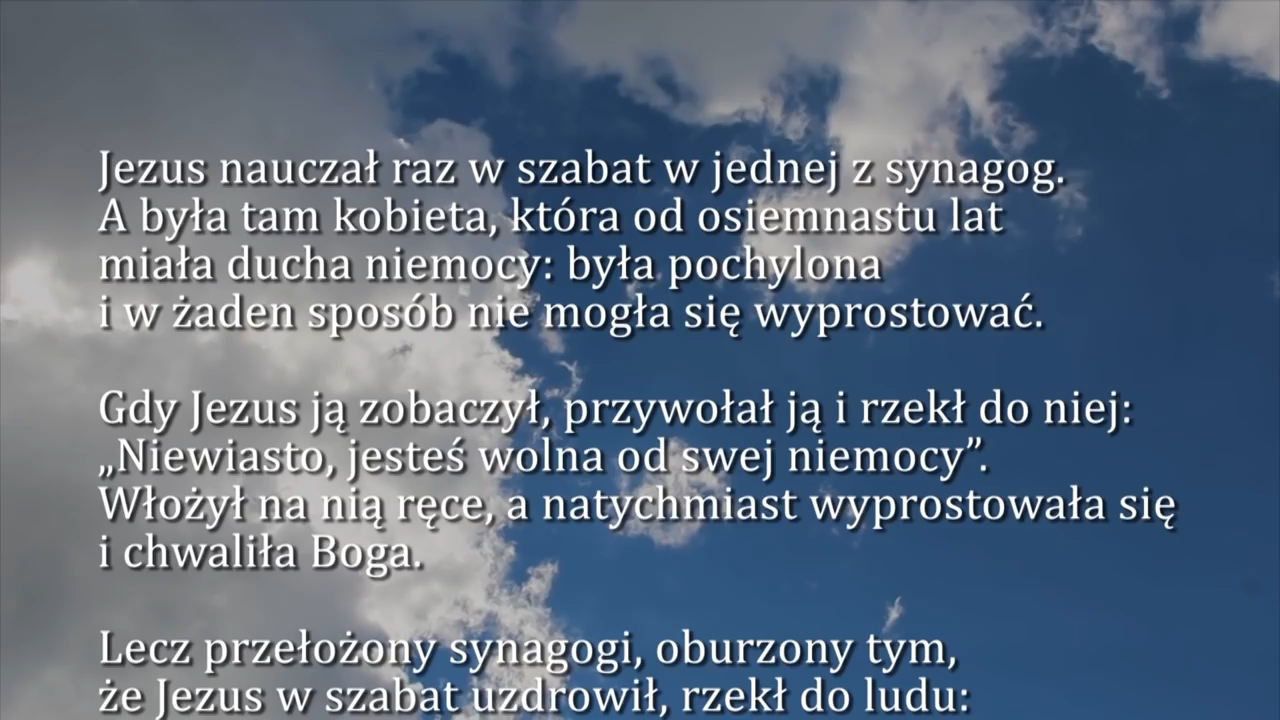 Jezus nauczał raz w szabat w jednej z synagog.
A była tam kobieta, która od osiemnastu lat
miała ducha niemocy: była pochylona
i w żaden sposób nie mogła się wyprostować.
Gdy Jezus ją zobaczył, przywołał ją i rzekł do niej:
„Niewiasto, jesteś wolna od swej niemocy”.
Włożył na nią ręce, a natychmiast wyprostowała się
i chwaliła Boga.
Lecz przełożony synagogi, oburzony tym,
że Jezus w szabat uzdrowił, rzekł do ludu: